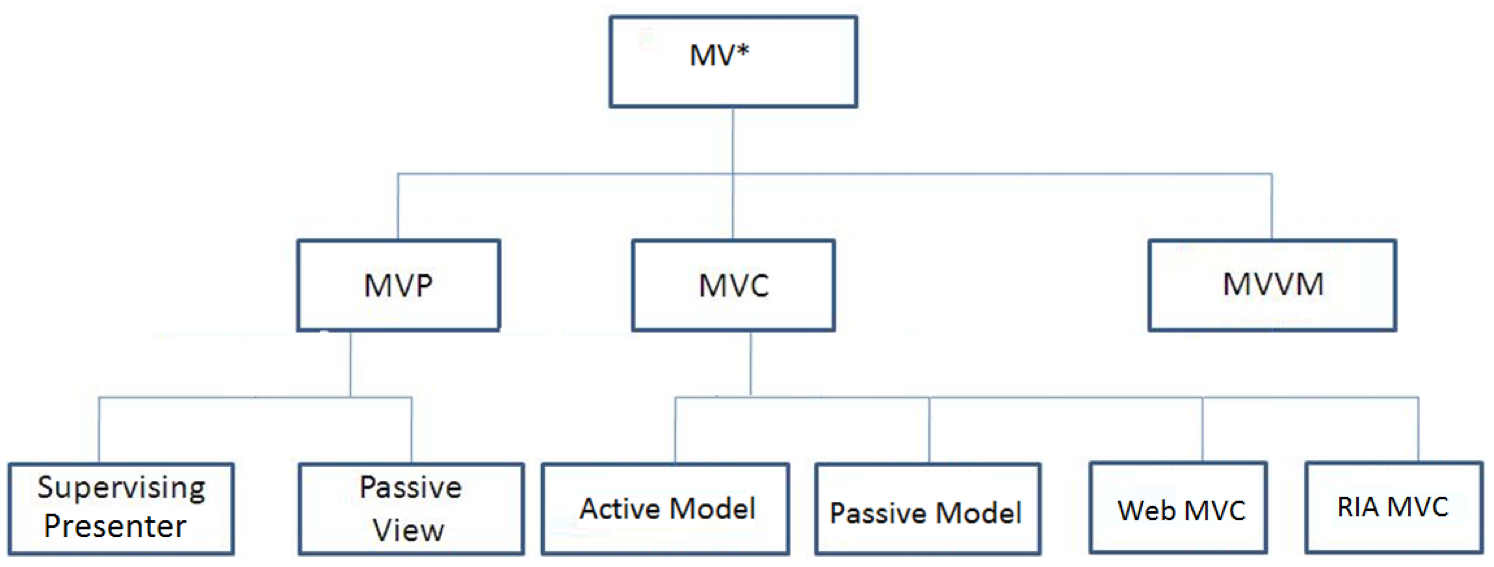 MV*
MVP
MVC
MVVM
Supervising
Presenter
Passive
View
Active Model
Passive Model
Web MVC
RIA MVC